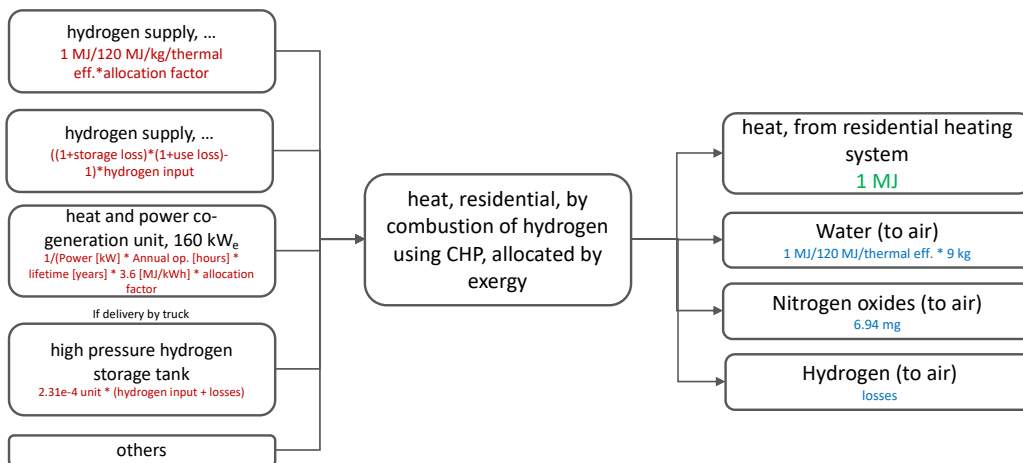 hydrogen supply, ...
1 MJ/120 MJ/kg/thermal
eff.*allocation factor
hydrogen supply, ...
((1+storage loss)*(1+use loss)-
1)*hydrogen input
heat and power co-
generation unit, 160 kWₑ
1/(Power [kW] * Annual op. [hours] *
lifetime [years] * 3.6 [MJ/kWh] * allocation
factor
If delivery by truck
high pressure hydrogen
storage tank
2.31e-4 unit * (hydrogen input + losses)
others
heat, residential, by
combustion of hydrogen
using CHP, allocated by
exergy
heat, from residential heating
system
1 MJ
Water (to air)
1 MJ/120 MJ/thermal eff. * 9 kg
Nitrogen oxides (to air)
6.94 mg
Hydrogen (to air)
losses